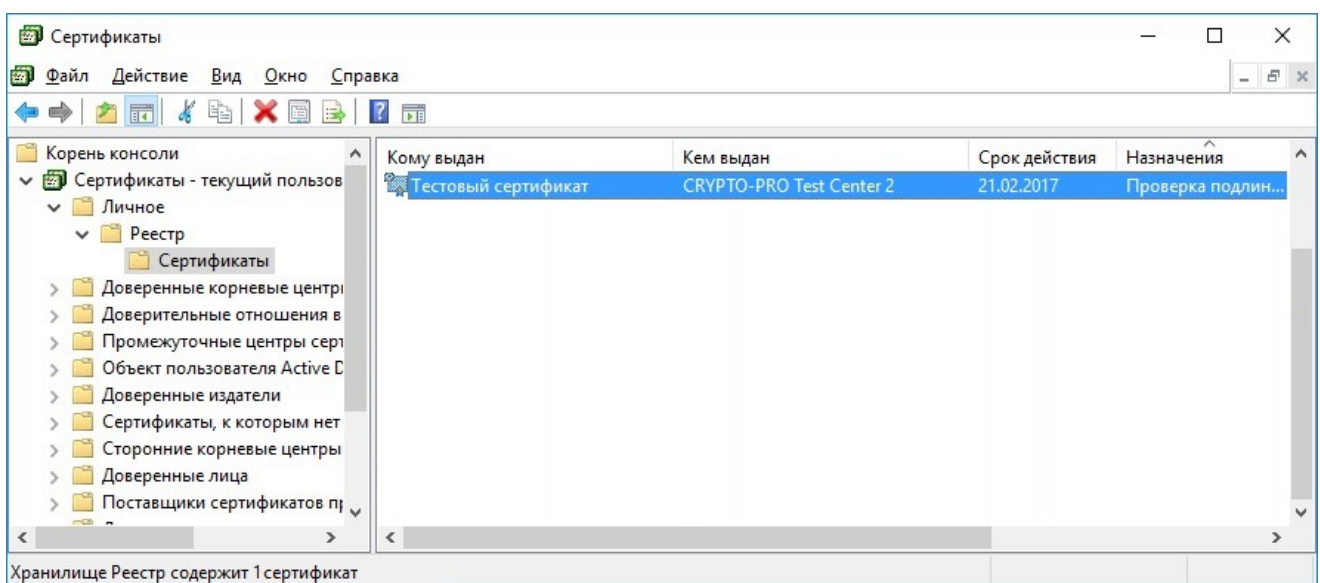 Сертификаты
Файл Действие Вид Окно Справка
Корень консоли
Сертификаты - текущий пользов
Личное
Реестр
Сертификаты
Доверенные корневые центры
Доверительные отношения в
Промежуточные центры серт
Объект пользователя Active D
Доверенные издатели
Сертификаты, к которым нет
Сторонние корневые центры
Доверенные лица
Поставщики сертификатов пр
Кому выдан Кем выдан Срок действия Назначения
Тестовый сертификат CRYPTO-PRO Test Center 2 21.02.2017 Проверка подлин...
Хранилище Реестр содержит 1 сертификат